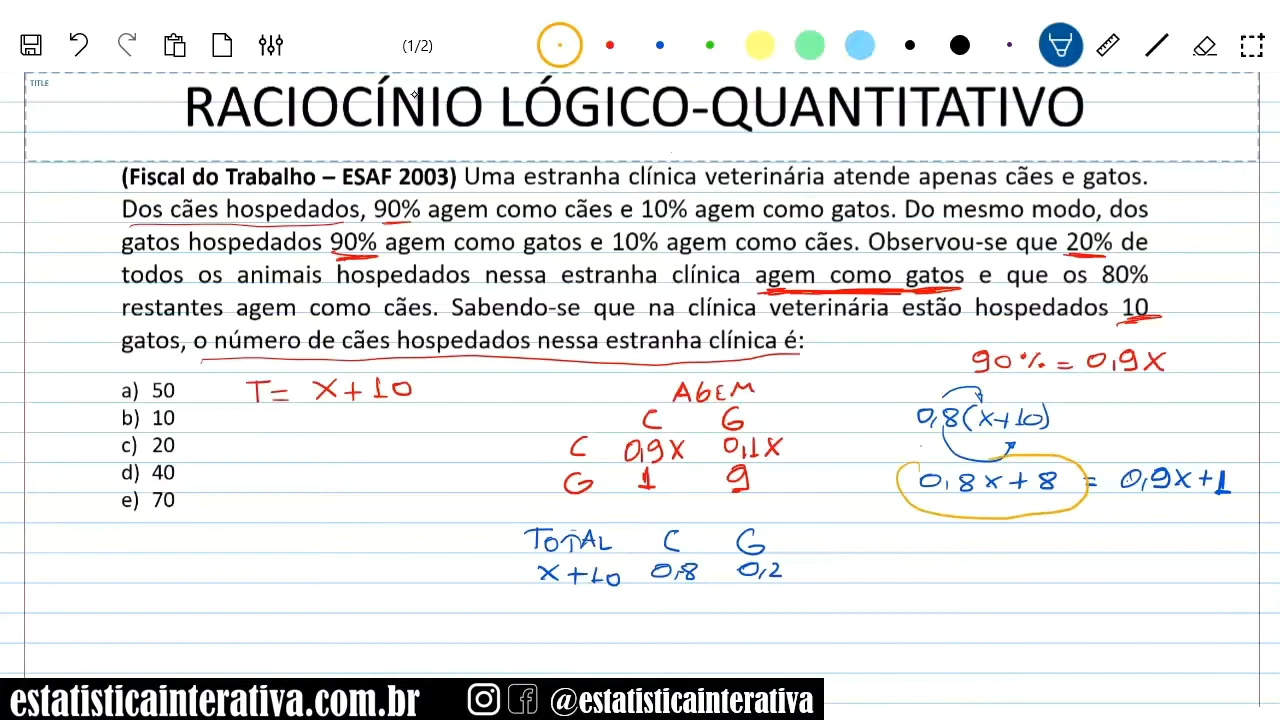 (1/2)
TITLE
RACIOCÍNIO LÓGICO-QUANTITATIVO
(Fiscal do Trabalho – ESAF 2003) Uma estranha clínica veterinária atende apenas cães e gatos.
Dos cães hospedados, 90% agem como cães e 10% agem como gatos. Do mesmo modo, dos
gatos hospedados 90% agem como gatos e 10% agem como cães. Observou-se que 20% de
todos os animais hospedados nessa estranha clínica agem como gatos e que os 80%
restantes agem como cães. Sabendo-se que na clínica veterinária estão hospedados 10
gatos, o número de cães hospedados nessa estranha clínica é:
90% = 0,9x
a) 50
b) 10
c) 20
d) 40
e) 70
T= X+10
AGEM
C G
C 0,9X 0,1X
G 1 9
0,8(x+10)
0,8x+8 = 0,9x+1
TOTAL C G
x+10 0,8 0,2
estatisticainterativa.com.br @estatisticainterativa